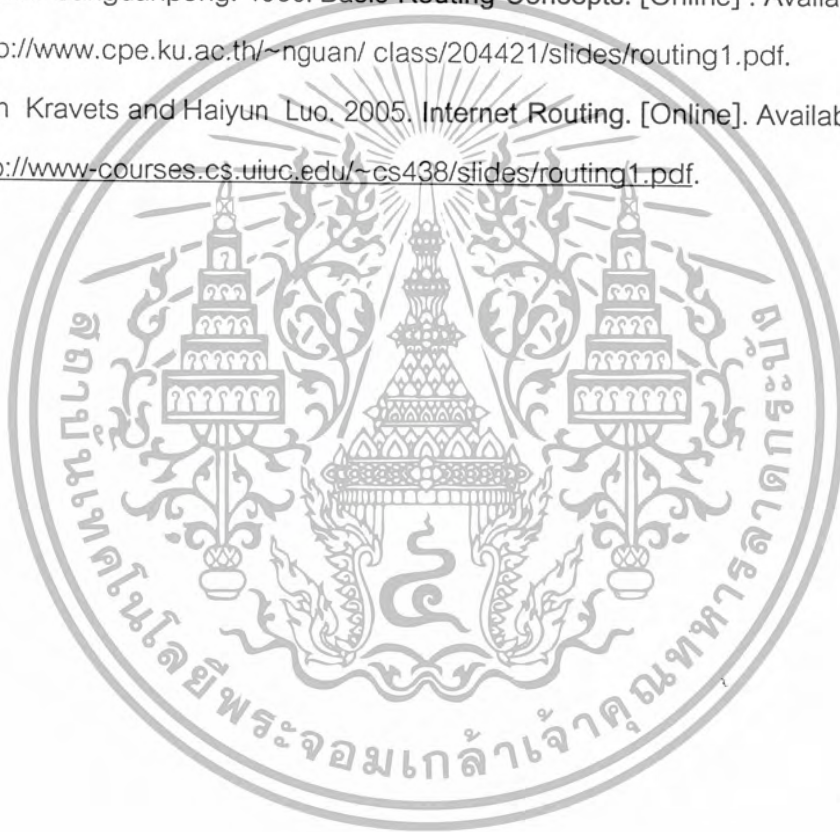 Basic Routing Concepts. [Online] . Availab
p://www.cpe.ku.ac.th/~nguan/ class/204421/slides/routing1.pdf.
n Kravets and Haiyun Luo. 2005. Internet Routing. [Online]. Availab
p://www-courses.cs.uiuc.edu/~cs438/slides/routing1.pdf.
สถาบันเทคโนโลยีพระจอมเกล้าเจ้าคุณทหารลาดกระบัง
๔